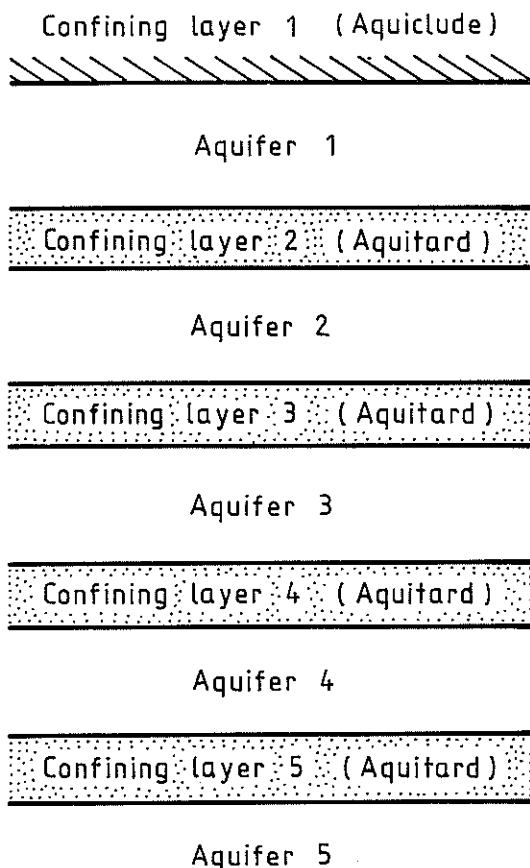 Confining layer 1 (Aquiclude)
Aquifer 1
Confining layer 2 (Aquitard)
Aquifer 2
Confining layer 3 (Aquitard)
Aquifer 3
Confining layer 4 (Aquitard)
Aquifer 4
Confining layer 5 (Aquitard)
Aquifer 5